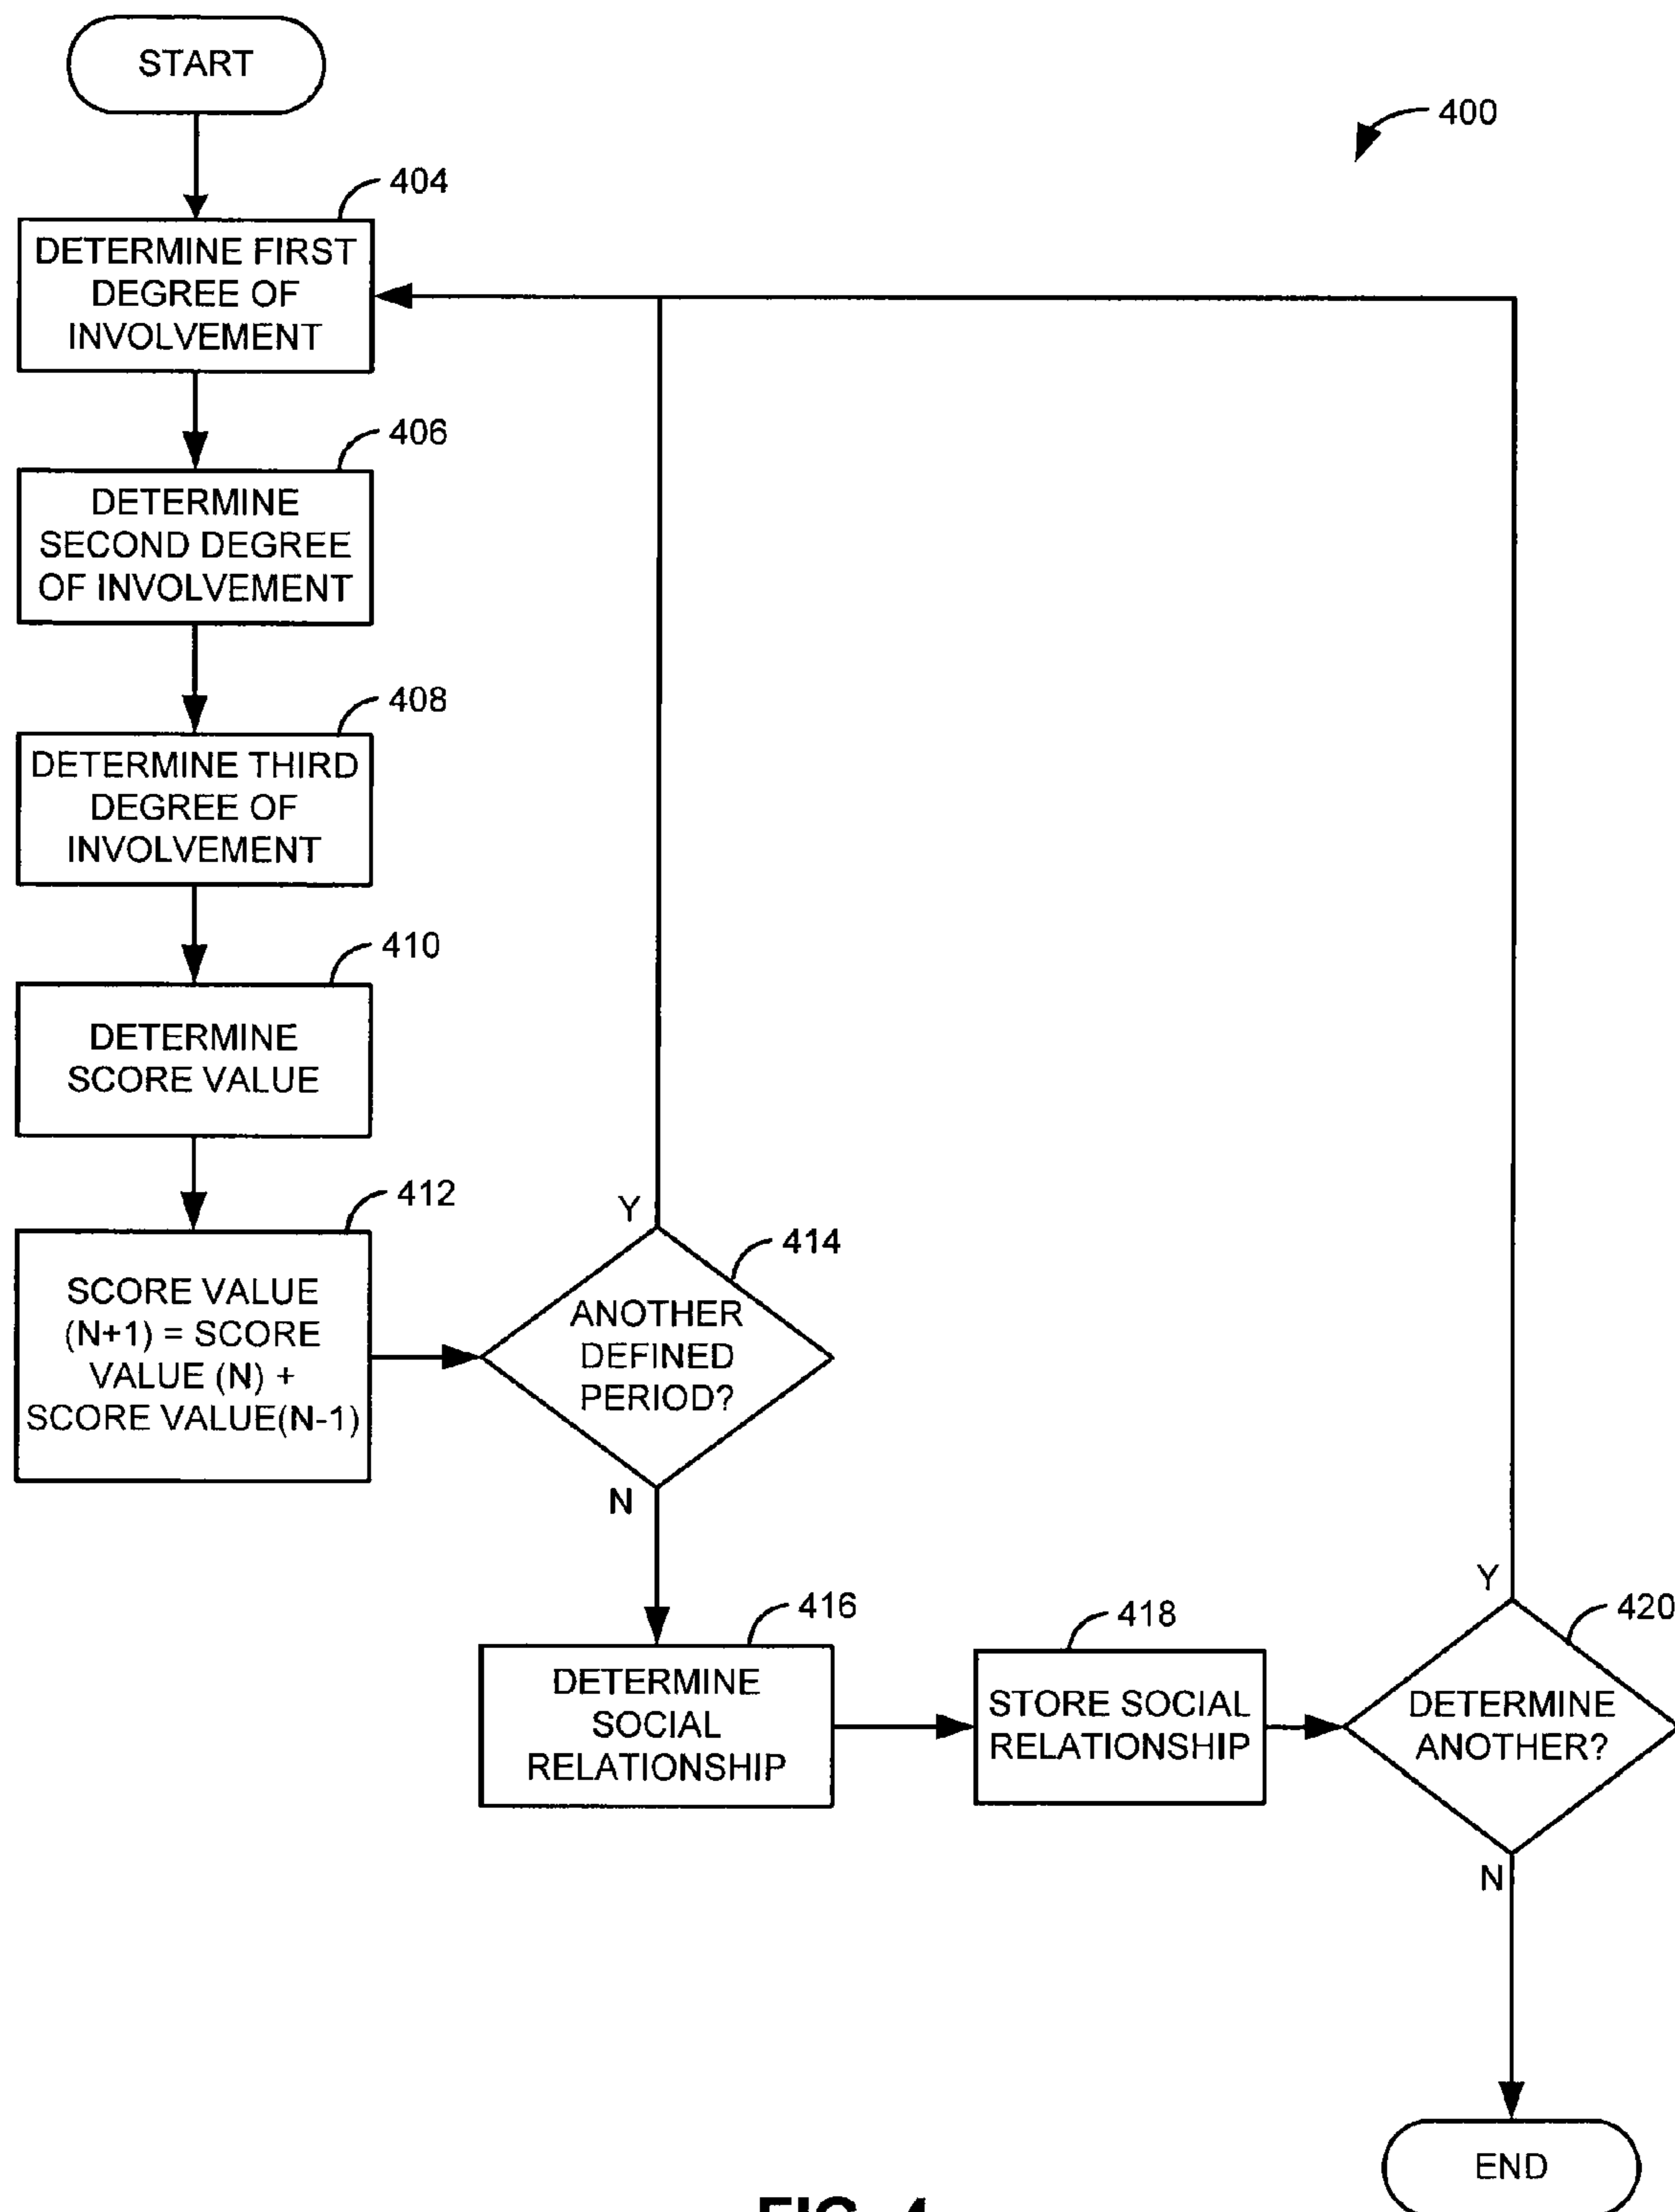 START
400
404
DETERMINE FIRST
DEGREE OF
INVOLVEMENT
406
DETERMINE
SECOND DEGREE
OF INVOLVEMENT
408
DETERMINE THIRD
DEGREE OF
INVOLVEMENT
410
DETERMINE
SCORE VALUE
412
SCORE VALUE
(N+1) = SCORE
VALUE (N) +
SCORE VALUE(N-1)
Y
414
ANOTHER
DEFINED
PERIOD?
N
416
DETERMINE
SOCIAL
RELATIONSHIP
418
STORE SOCIAL
RELATIONSHIP
Y
420
DETERMINE
ANOTHER?
N
END
FIG. 4